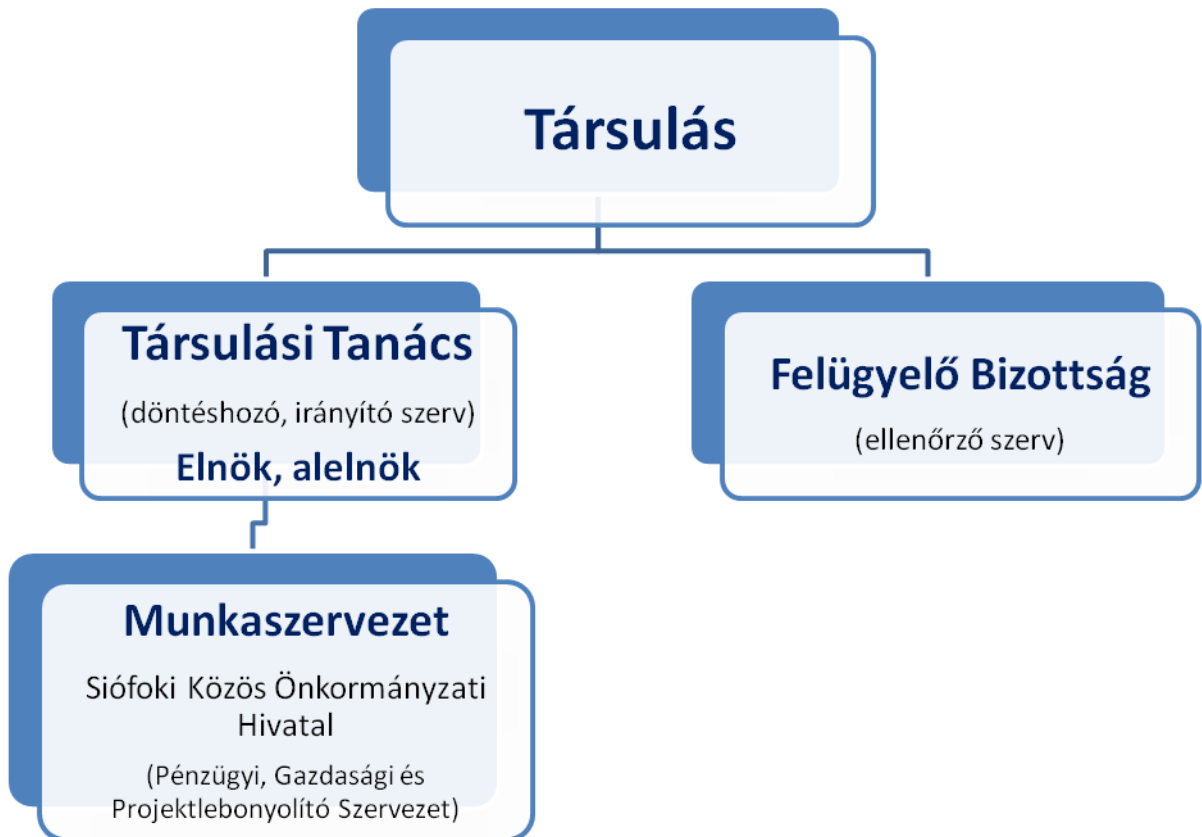 Társulás
Társulási Tanács
(döntéshozó, irányító szerv)
Elnök, alelnök
Felügyelő Bizottság
(ellenőrző szerv)
Munkaszervezet
Siófoki Közös Önkormányzati
Hivatal
(Pénzügyi, Gazdasági és
Projektlebonyolító Szervezet)